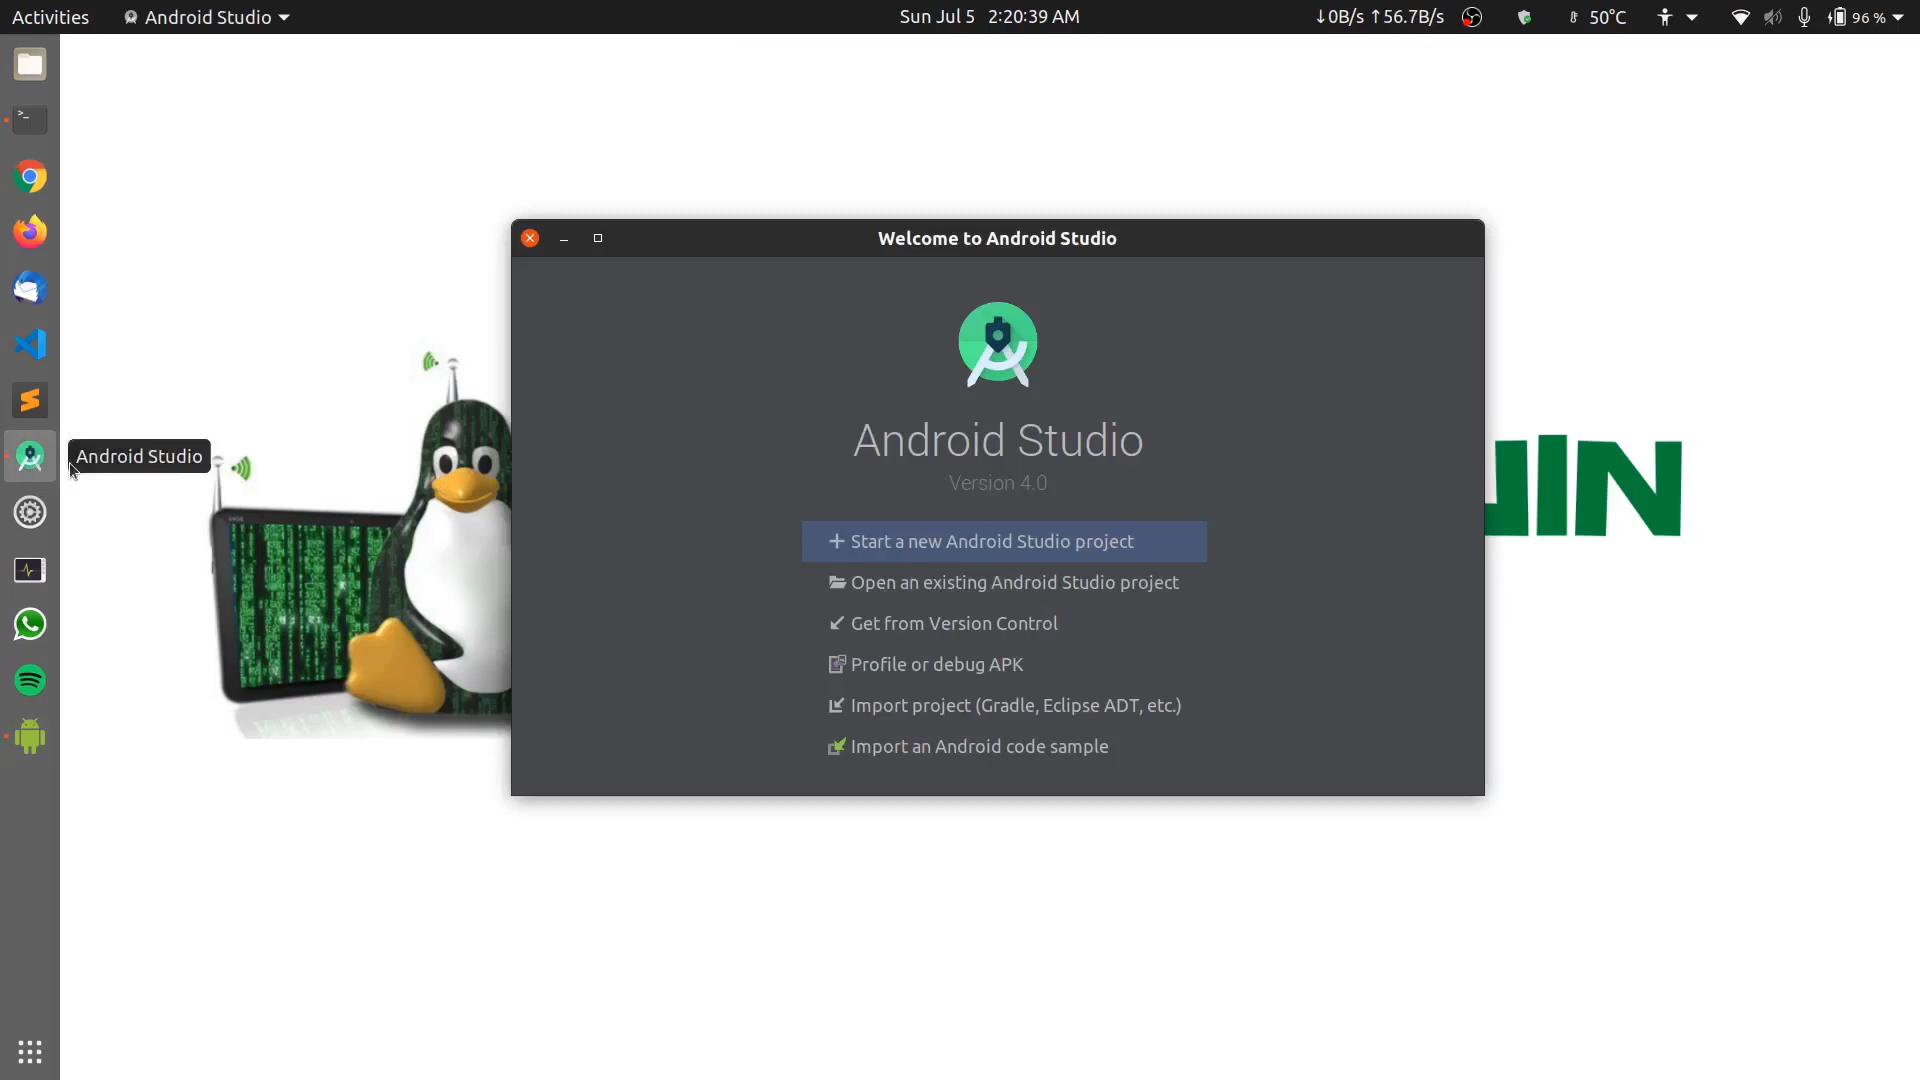 Activities
Android Studio
Sun Jul 5 2:20:39 AM
↓0B/s ↑56.7B/s
50°C
96 %
Welcome to Android Studio
Android Studio
Version 4.0
Android Studio
Start a new Android Studio project
Open an existing Android Studio project
Get from Version Control
Profile or debug APK
Import project (Gradle, Eclipse ADT, etc.)
Import an Android code sample